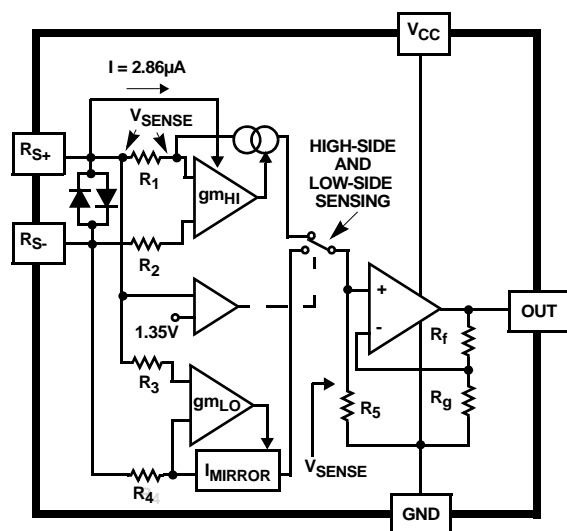 VCC
I = 2.86µA
VSENSE
RS+
R1
gmHI
HIGH-SIDE
AND
LOW-SIDE
SENSING
RS-
R2
+
-
OUT
1.35V
Rf
R3
gmLO
R5
Rg
VSENSE
IMIRROR
R4
GND